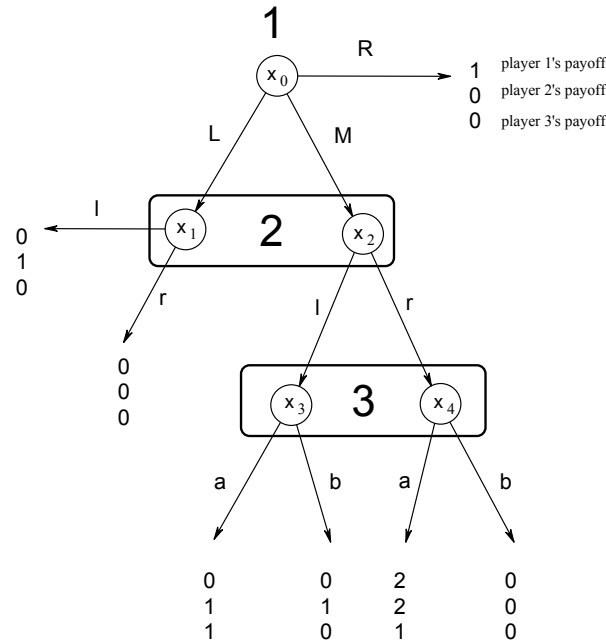 1
R
x0
1 player 1's payoff
0 player 2's payoff
0 player 3's payoff
L M
l
x1 2 x2
0
1
0
r l r
0
0
0
x3 3 x4
a b a b
0 0 2 0
1 1 2 0
1 0 1 0